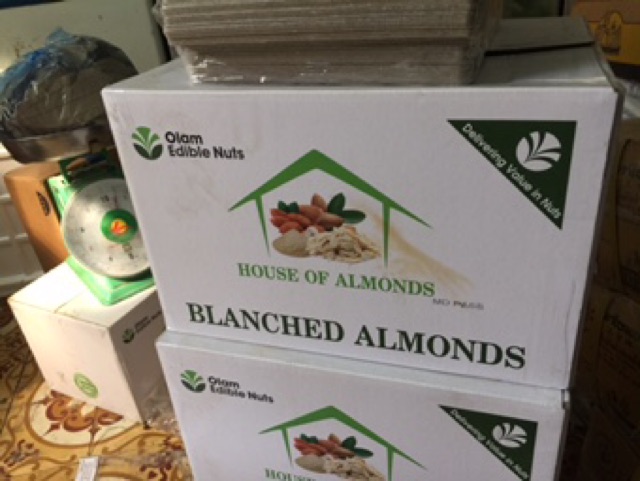 Olam
Edible Nuts
Delivering Value in Nuts
HOUSE OF ALMONDS
BLANCHED ALMONDS
Olam
Edible Nuts
Delivering Value in Nuts